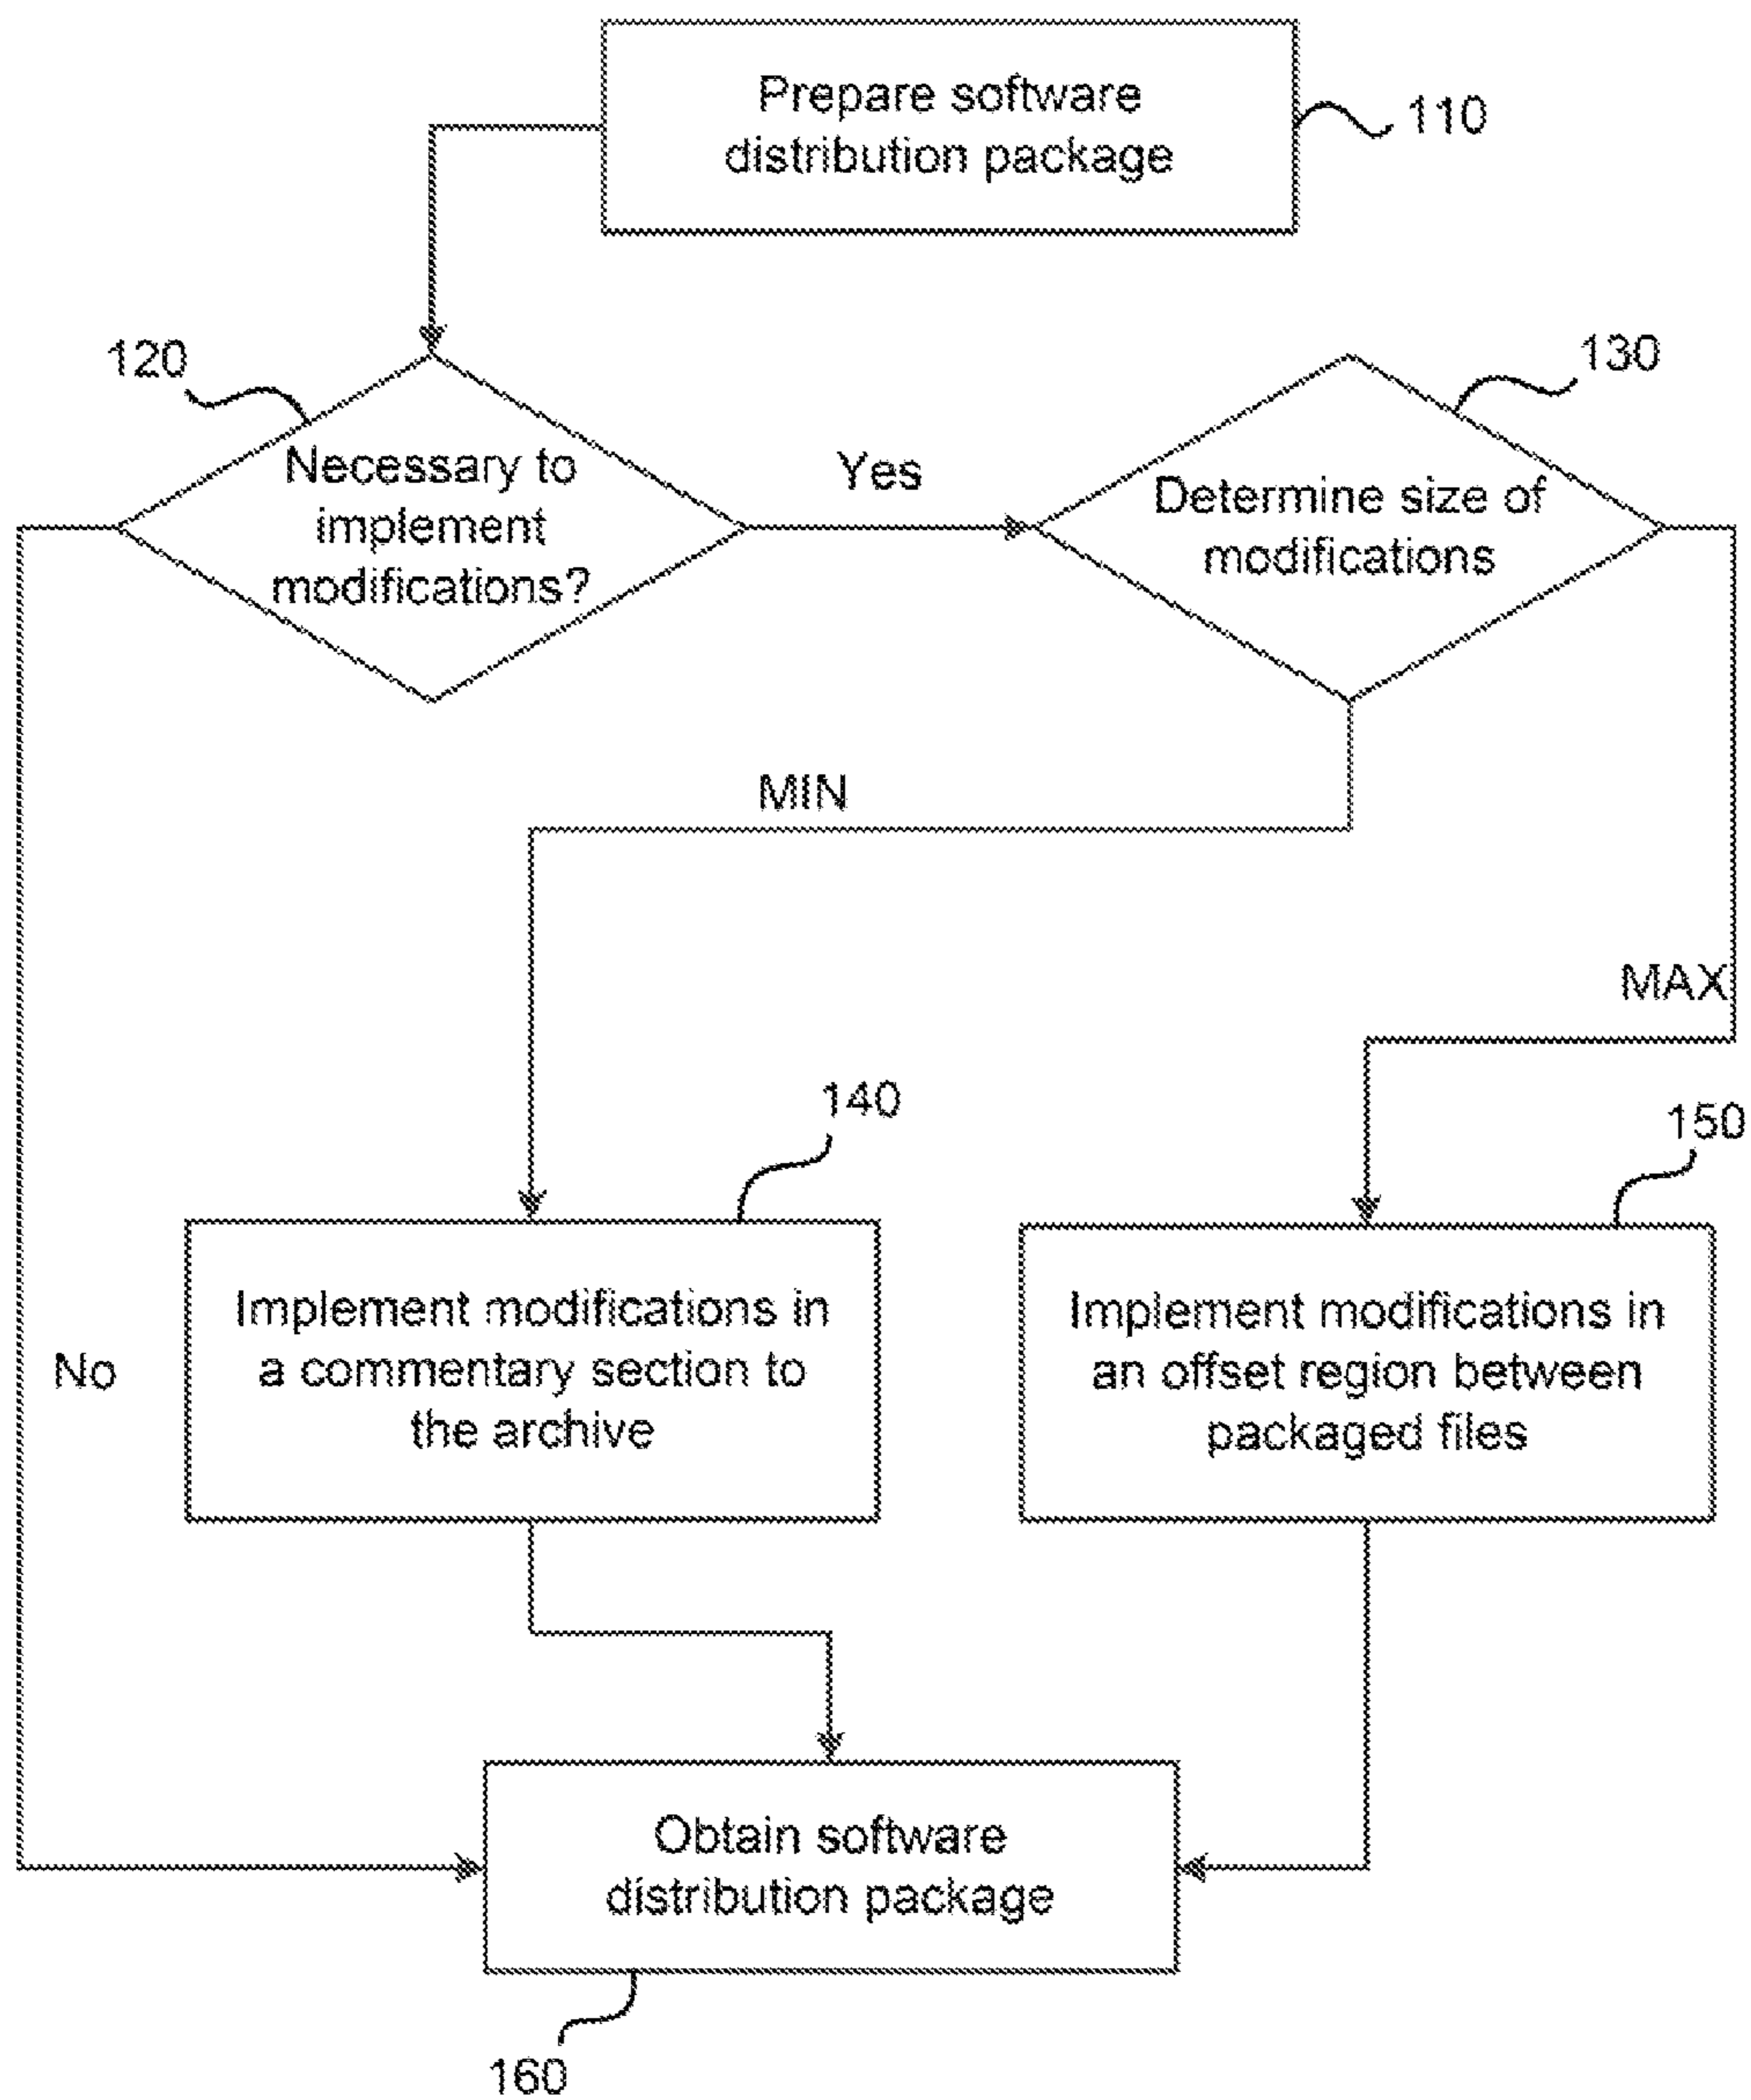 Prepare software
distribution package
110
120
130
Necessary to
implement
modifications?
Yes
Determine size of
modifications
MIN
MAX
140
150
Implement modifications in
a commentary section to
the archive
Implement modifications in
an offset region between
packaged files
No
Obtain software
distribution package
160